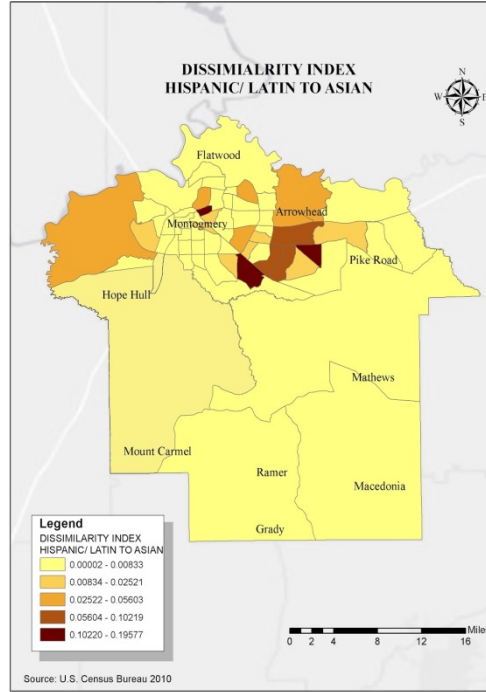 DISSIMIALRITY INDEX
HISPANIC/ LATIN TO ASIAN
N
W E
S
Flatwood
Montogmery
Arrowhead
Pike Road
Hope Hull
Mathews
Mount Carmel
Ramer
Macedonia
Grady
Legend
DISSIMILARITY INDEX
HISPANIC/ LATIN TO ASIAN
0.00002 - 0.00833
0.00834 - 0.02521
0.02522 - 0.05603
0.05604 - 0.10219
0.10220 - 0.19577
Miles
0 2 4 8 12 16
Source: U.S. Census Bureau 2010